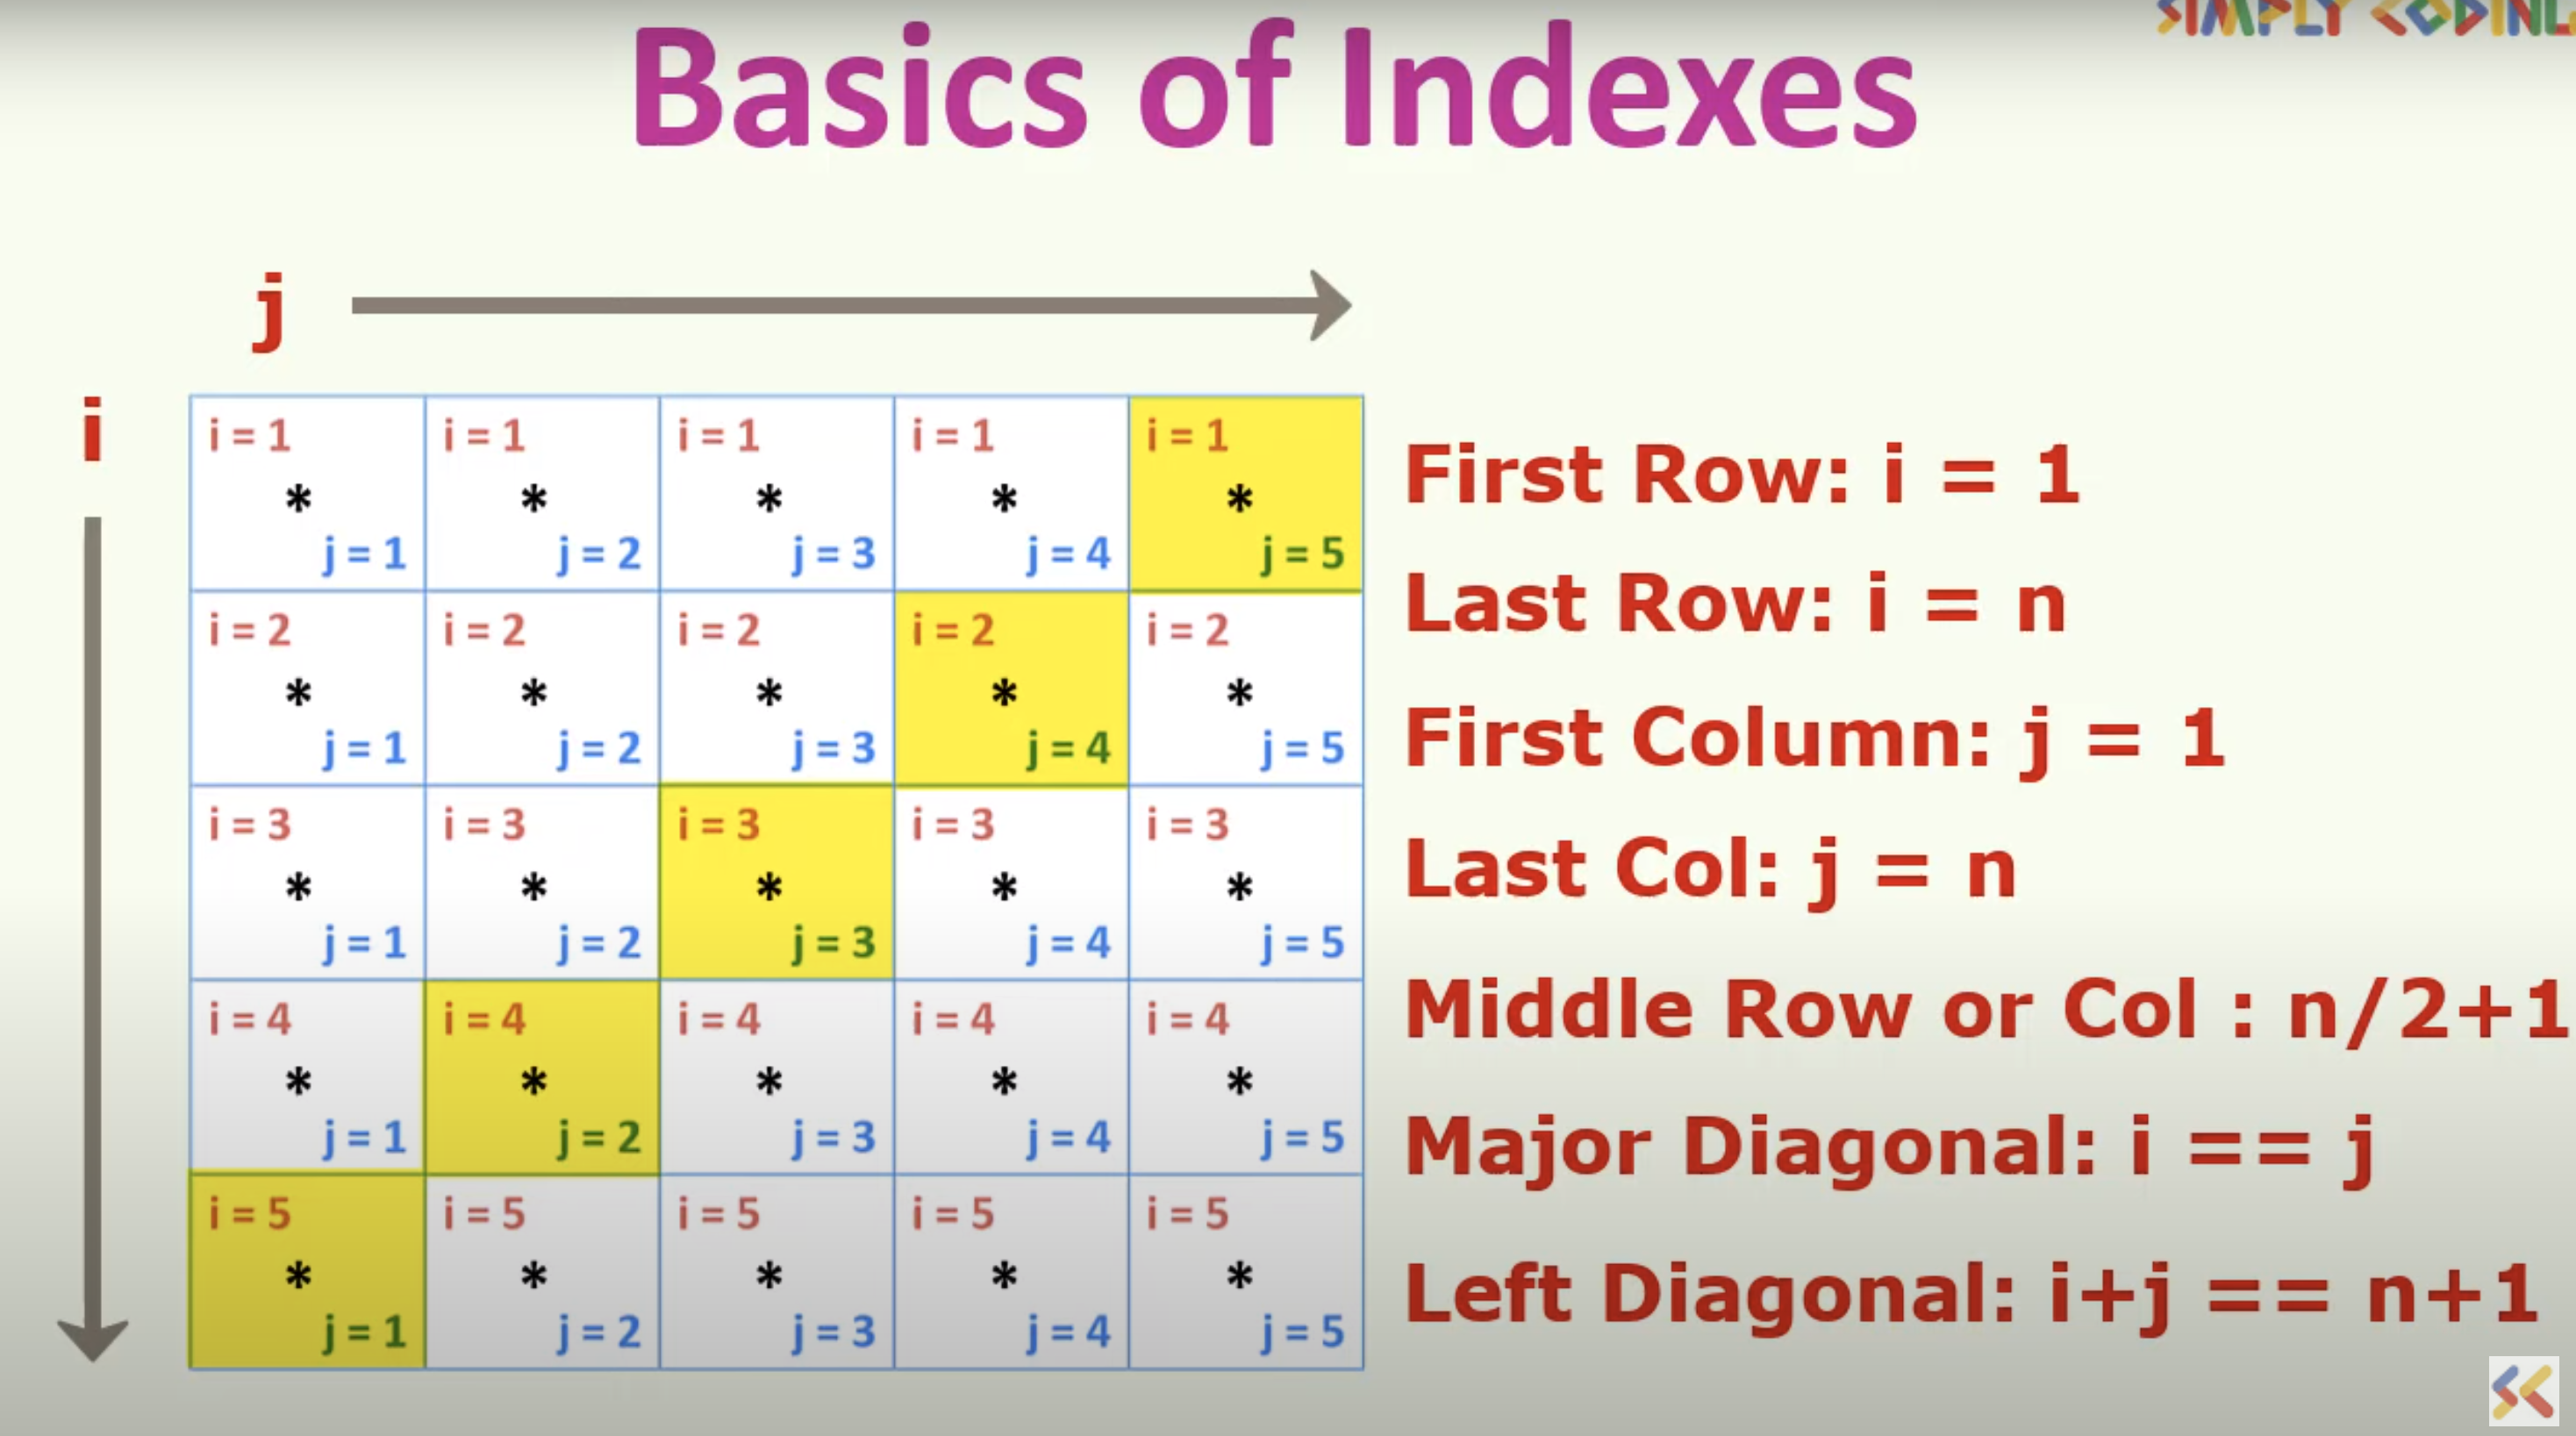 SIMPLY CODING
Basics of Indexes
j
i
i = 1 i = 1 i = 1 i = 1 i = 1
* * * * *
j = 1 j = 2 j = 3 j = 4 j = 5
i = 2 i = 2 i = 2 i = 2 i = 2
* * * * *
j = 1 j = 2 j = 3 j = 4 j = 5
i = 3 i = 3 i = 3 i = 3 i = 3
* * * * *
j = 1 j = 2 j = 3 j = 4 j = 5
i = 4 i = 4 i = 4 i = 4 i = 4
* * * * *
j = 1 j = 2 j = 3 j = 4 j = 5
i = 5 i = 5 i = 5 i = 5 i = 5
* * * * *
j = 1 j = 2 j = 3 j = 4 j = 5
First Row: i = 1
Last Row: i = n
First Column: j = 1
Last Col: j = n
Middle Row or Col : n/2+1
Major Diagonal: i == j
Left Diagonal: i+j == n+1